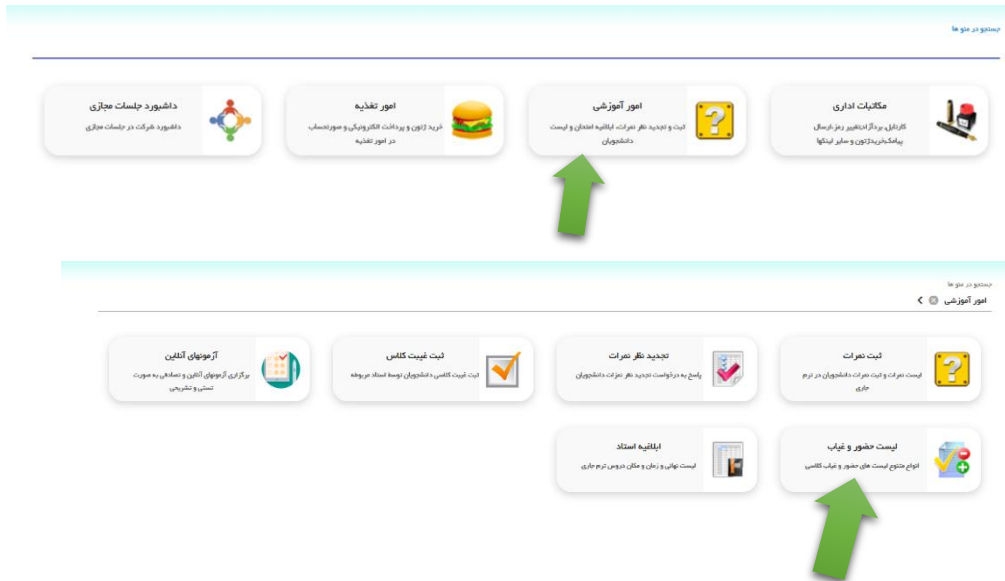 جستجو در منو ها
مکاتبات اداری
کارتابل،بردآزاد،تغییر رمز،ارسال
پیامک،خریدژتون و سایر لینکها
امور آموزشی
ثبت و تجدید نظر نمرات، ابلاغیه امتحان و لیست
دانشجویان
امور تغذیه
خرید ژتون و پرداخت الکترونیکی و صورتحساب
در امور تغذیه
داشبورد جلسات مجازی
داشبورد شرکت در جلسات مجازی
جستجو در منو ها
امور آموزشی
ثبت نمرات
لیست نمرات و ثبت نمرات دانشجویان در ترم
جاری
تجدید نظر نمرات
پاسخ به درخواست تجدید نظر نمرات دانشجویان
ثبت غیبت کلاس
ثبت غیبت کلاسی دانشجویان توسط استاد مربوطه
آزمونهای آنلاین
برگزاری آزمونهای آنلاین و تصادفی به صورت
تستی و تشریحی
لیست حضور و غیاب
انواع متنوع لیست های حضور و غیاب کلاسی
ابلاغیه استاد
لیست نهائی و زمان و مکان دروس ترم جاری